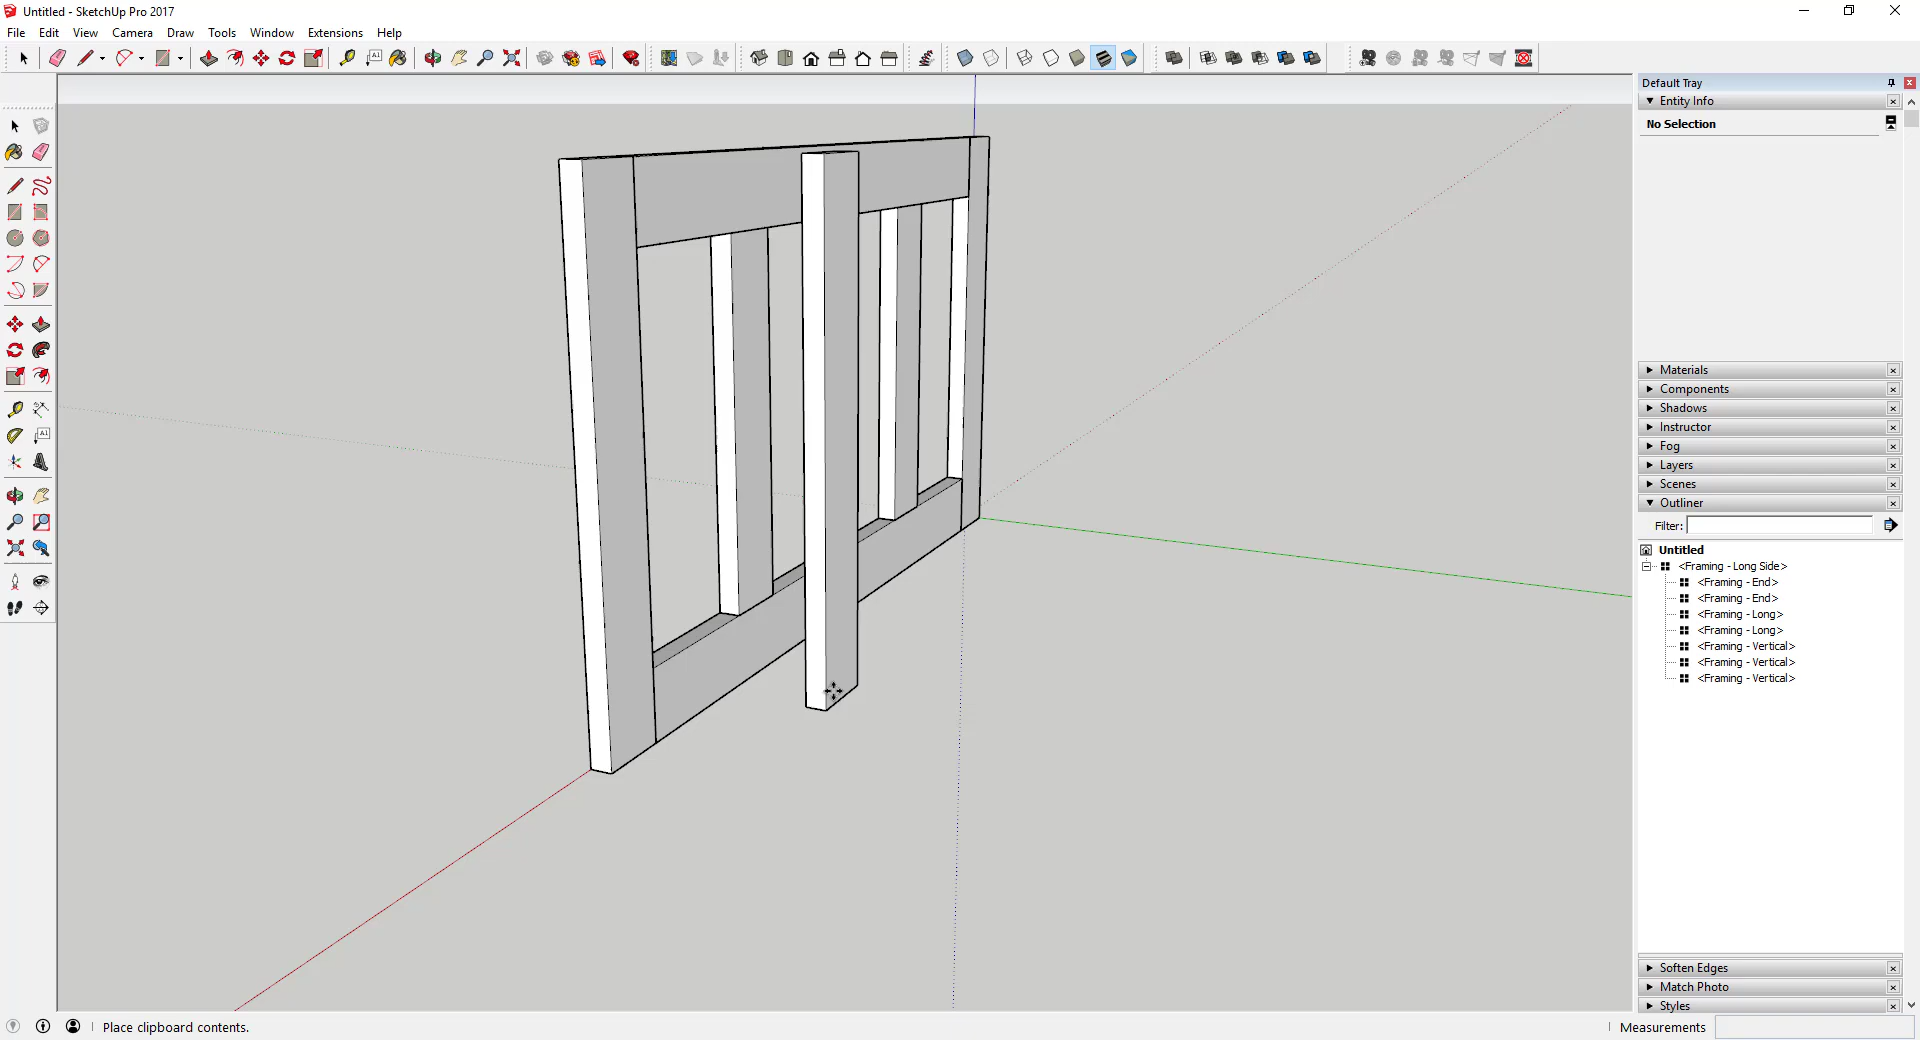 Untitled - SketchUp Pro 2017
File Edit View Camera Draw Tools Window Extensions Help
Default Tray
Entity Info
No Selection
Materials
Components
Shadows
Instructor
Fog
Layers
Scenes
Outliner
Filter:
Untitled
<Framing - Long Side>
<Framing - End>
<Framing - End>
<Framing - Long>
<Framing - Long>
<Framing - Vertical>
<Framing - Vertical>
<Framing - Vertical>
Soften Edges
Match Photo
Styles
Place clipboard contents.
Measurements